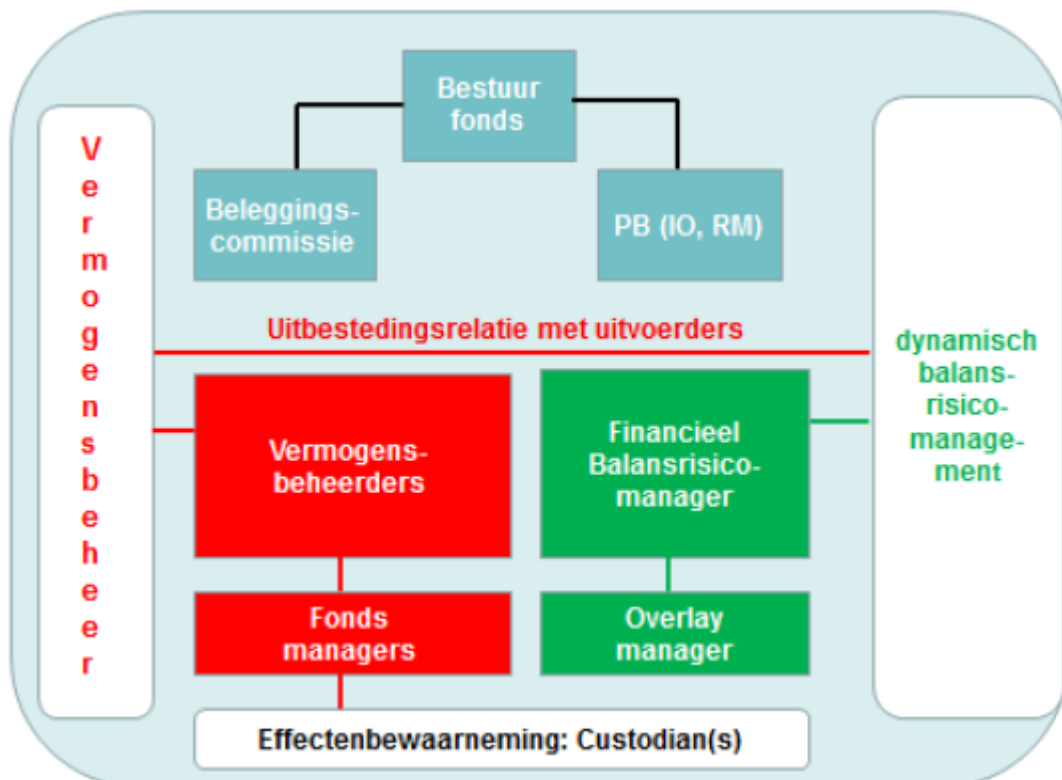 Bestuur
fonds
Beleggings-
commissie
PB (IO, RM)
Vermogensbeheer
Uitbestedingsrelatie met uitvoerders
dynamisch
balans-
risico-
manage-
ment
Vermogens-
beheerders
Financieel
Balansrisico-
manager
Fonds
managers
Overlay
manager
Effectenbewaarneming: Custodian(s)